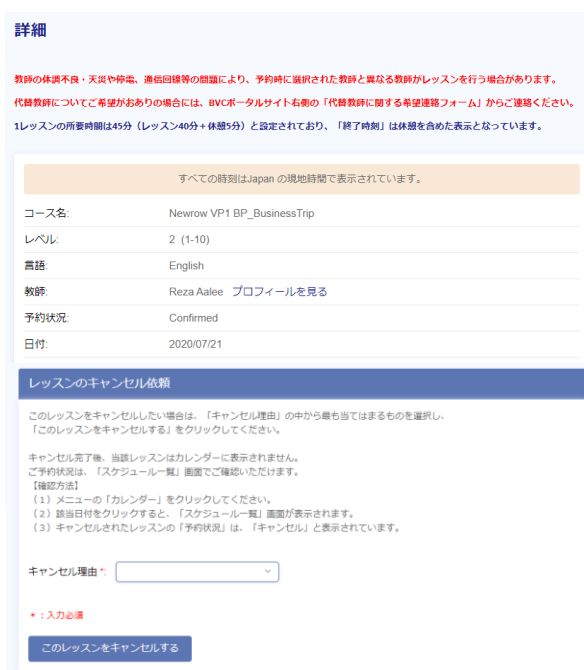 詳細
教師の体調不良・天災や停電、通信回線等の問題により、予約時に選択された教師と異なる教師がレッスンを行う場合があります。
代替教師についてご希望がおありの場合には、BVCポータルサイト右側の「代替教師に関する希望連絡フォーム」からご連絡ください。
1レッスンの所要時間は45分（レッスン40分＋休憩5分）と設定されており、「終了時刻」は休憩を含めた表示となっています。
すべての時刻はJapan の現地時間で表示されています。
コース名: Newrow VP1 BP_BusinessTrip
レベル: 2 (1-10)
言語: English
教師: Reza Aalee プロフィールを見る
予約状況: Confirmed
日付: 2020/07/21
レッスンのキャンセル依頼
このレッスンをキャンセルしたい場合は、「キャンセル理由」の中から最も当てはまるものを選択し、
「このレッスンをキャンセルする」をクリックしてください。
キャンセル完了後、当該レッスンはカレンダーに表示されません。
ご予約状況は、「スケジュール一覧」画面でご確認いただけます。
【確認方法】
（１）メニューの「カレンダー」をクリックしてください。
（２）該当日付をクリックすると、「スケジュール一覧」画面が表示されます。
（３）キャンセルされたレッスンの「予約状況」は、「キャンセル」と表示されています。
キャンセル理由 *:
* ：入力必須
このレッスンをキャンセルする